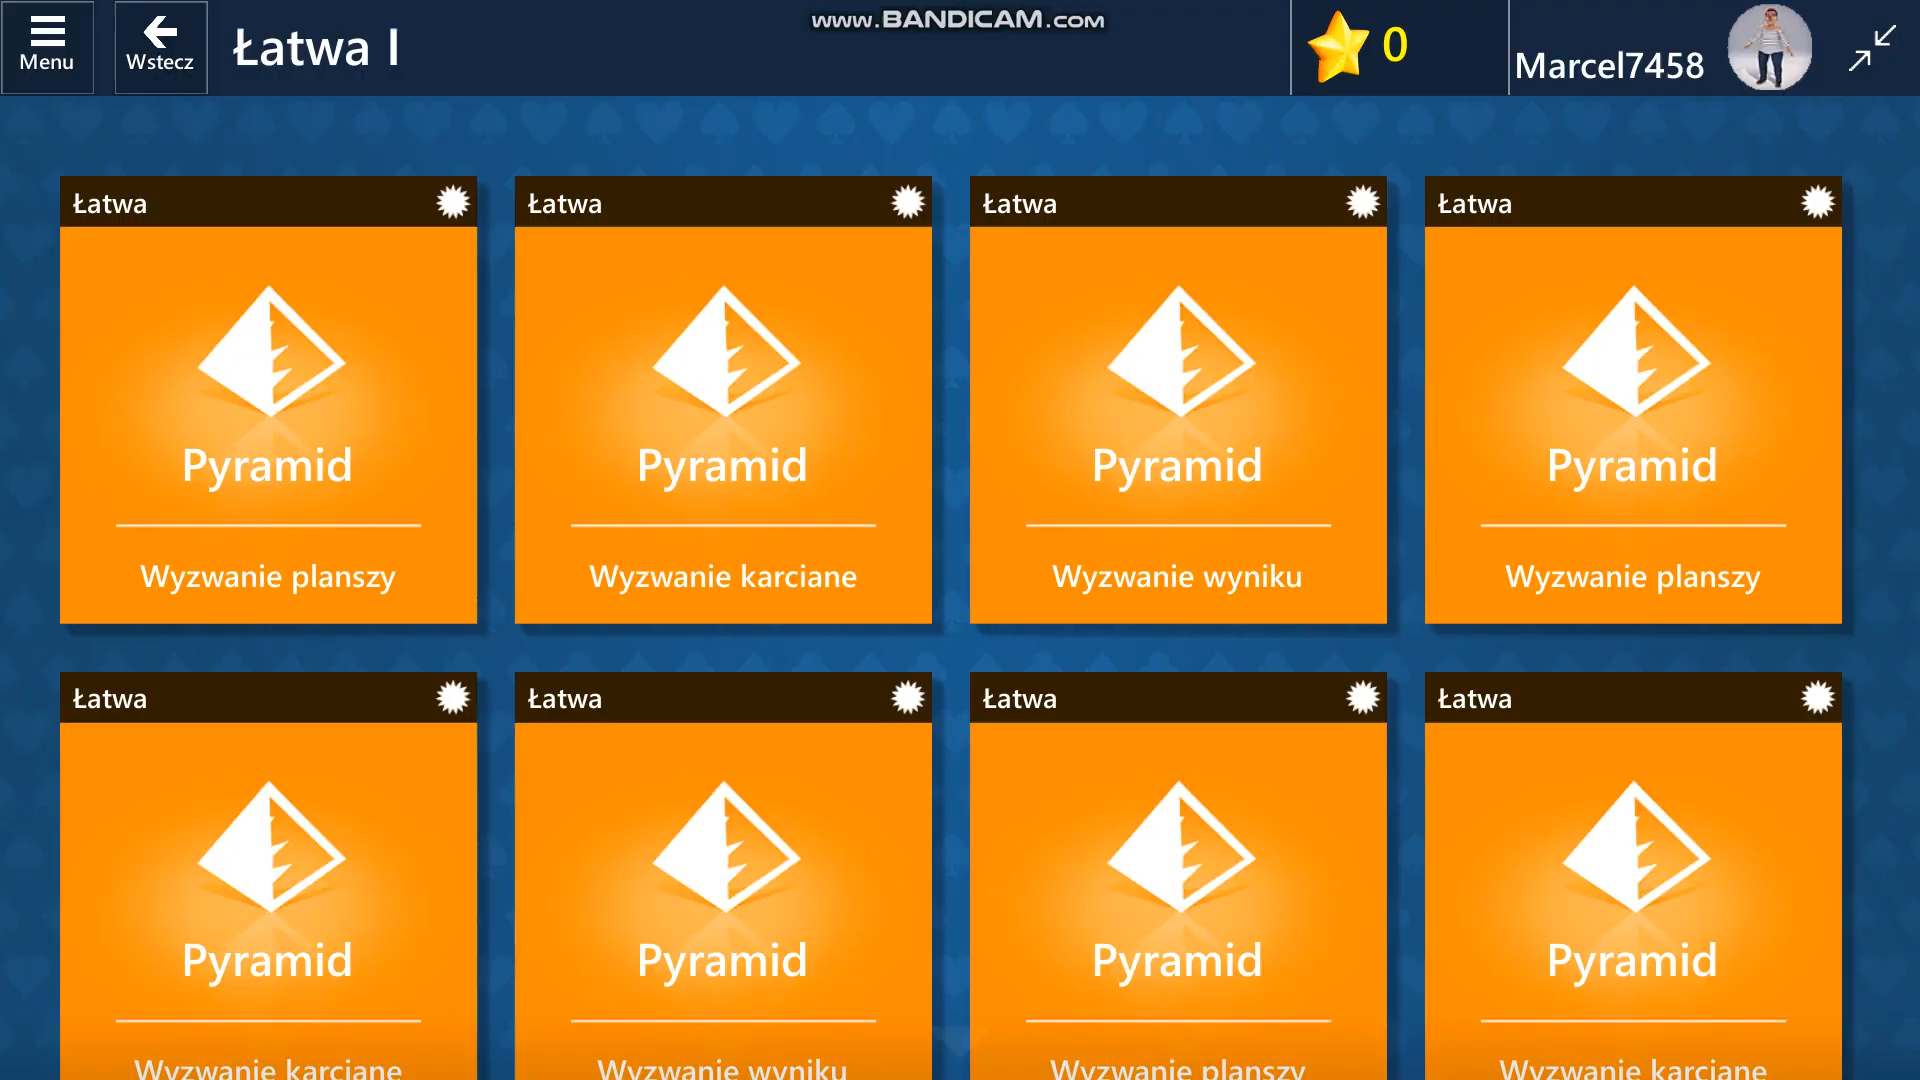 www.BANDICAM.com
Menu
Wstecz
Łatwa I
0
Marcel7458
Łatwa
Łatwa
Łatwa
Łatwa
Pyramid
Pyramid
Pyramid
Pyramid
Wyzwanie planszy
Wyzwanie karciane
Wyzwanie wyniku
Wyzwanie planszy
Łatwa
Łatwa
Łatwa
Łatwa
Pyramid
Pyramid
Pyramid
Pyramid
Wyzwanie karciane
Wyzwanie wyniku
Wyzwanie planszy
Wyzwanie karciane